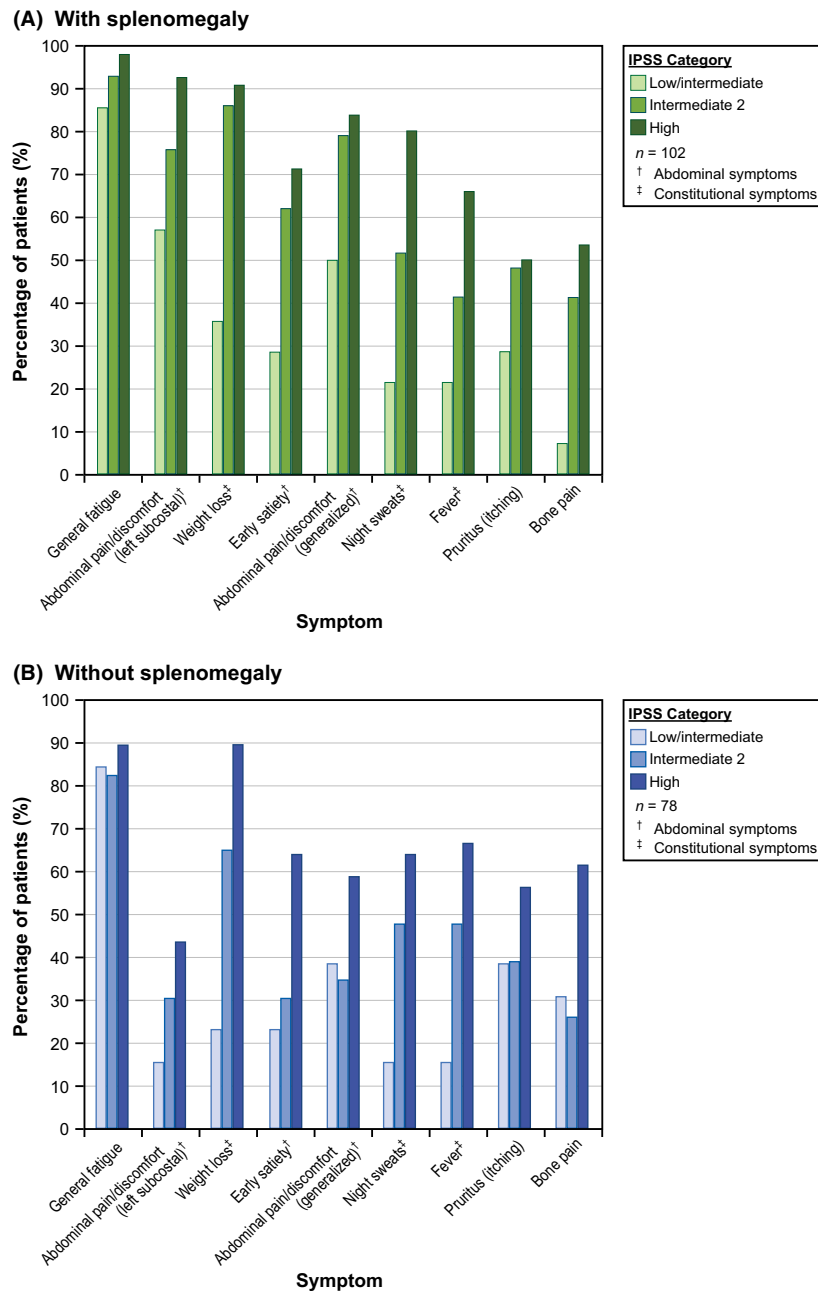 (A) With splenomegaly
100
90
80
70
60
50
40
30
20
10
0
Percentage of patients (%)
General fatigue
Abdominal pain/discomfort
(left subcostal)†
Weight loss‡
Early satiety†
Abdominal pain/discomfort
(generalized)†
Night sweats‡
Fever‡
Pruritus (itching)
Bone pain
Symptom
IPSS Category
Low/intermediate
Intermediate 2
High
n = 102
† Abdominal symptoms
‡ Constitutional symptoms
(B) Without splenomegaly
100
90
80
70
60
50
40
30
20
10
0
Percentage of patients (%)
General fatigue
Abdominal pain/discomfort
(left subcostal)†
Weight loss‡
Early satiety†
Abdominal pain/discomfort
(generalized)†
Night sweats‡
Fever‡
Pruritus (itching)
Bone pain
Symptom
IPSS Category
Low/intermediate
Intermediate 2
High
n = 78
† Abdominal symptoms
‡ Constitutional symptoms